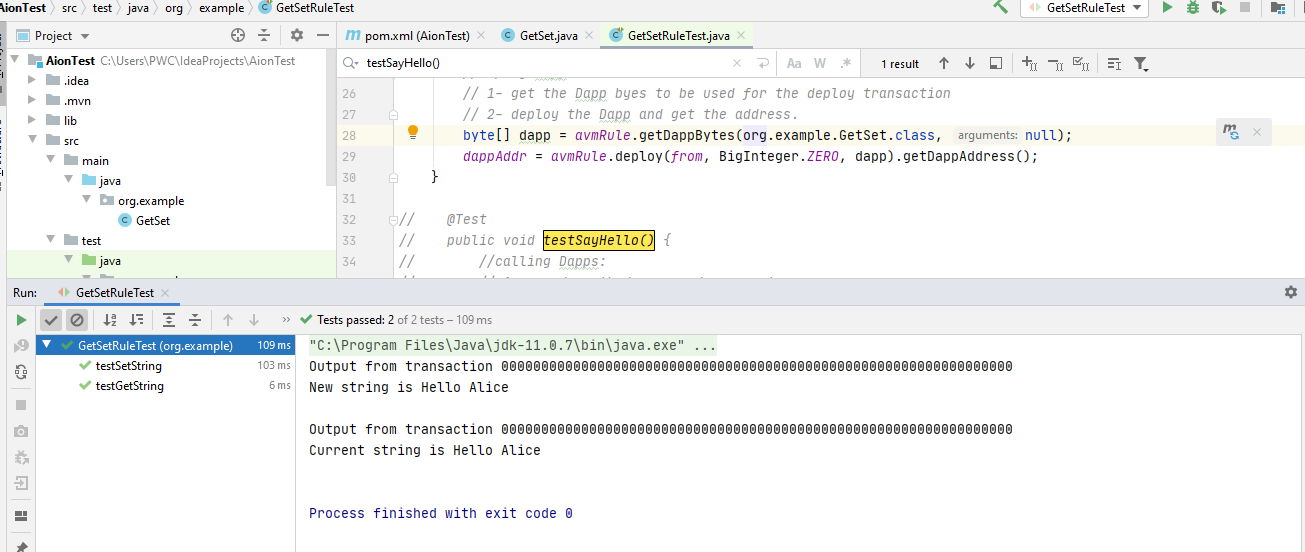 AionTest src test java org example GetSetRuleTest GetSetRuleTest
Project pom.xml (AionTest) GetSet.java GetSetRuleTest.java
AionTest C:\Users\PWC\IdeaProjects\AionTest
testSayHello() Aa W .* 1 result
.idea
.mvn
lib
src
main
java
org.example
GetSet
test
java
26 // 1- get the Dapp byes to be used for the deploy transaction
27 // 2- deploy the Dapp and get the address.
28 byte[] dapp = avmRule.getDappBytes(org.example.GetSet.class, arguments: null);
29 dappAddr = avmRule.deploy(from, BigInteger.ZERO, dapp).getDappAddress();
30 }
31
32 // @Test
33 // public void testSayHello() {
34 // //calling Dapps:
Run: GetSetRuleTest
Tests passed: 2 of 2 tests – 109 ms
GetSetRuleTest (org.example) 109 ms
testSetString 103 ms
testGetString 6 ms
"C:\Program Files\Java\jdk-11.0.7\bin\java.exe" ...
Output from transaction 0000000000000000000000000000000000000000000000000000000000000000
New string is Hello Alice
Output from transaction 0000000000000000000000000000000000000000000000000000000000000000
Current string is Hello Alice
Process finished with exit code 0